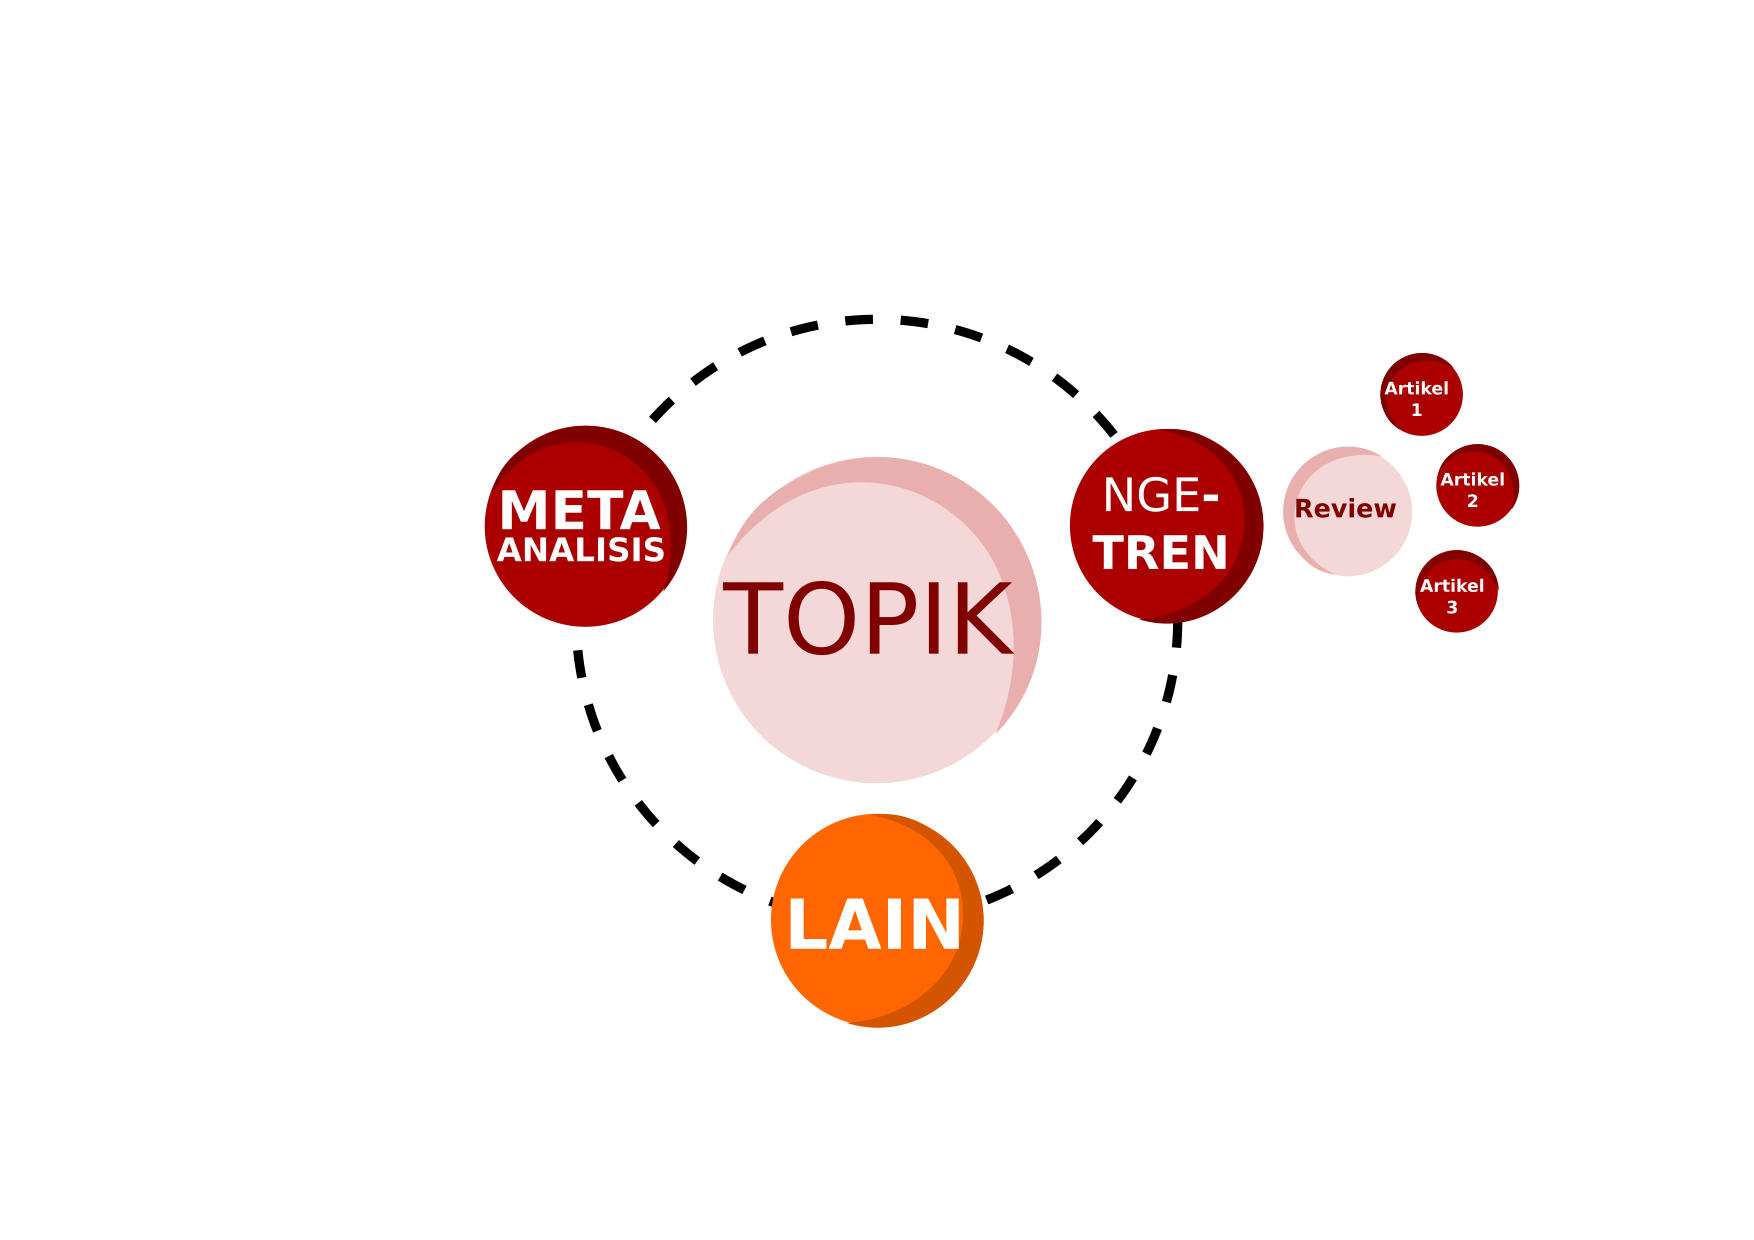 META
ANALISIS
TOPIK
NGE-
TREN
Review
Artikel
1
Artikel
2
Artikel
3
LAIN